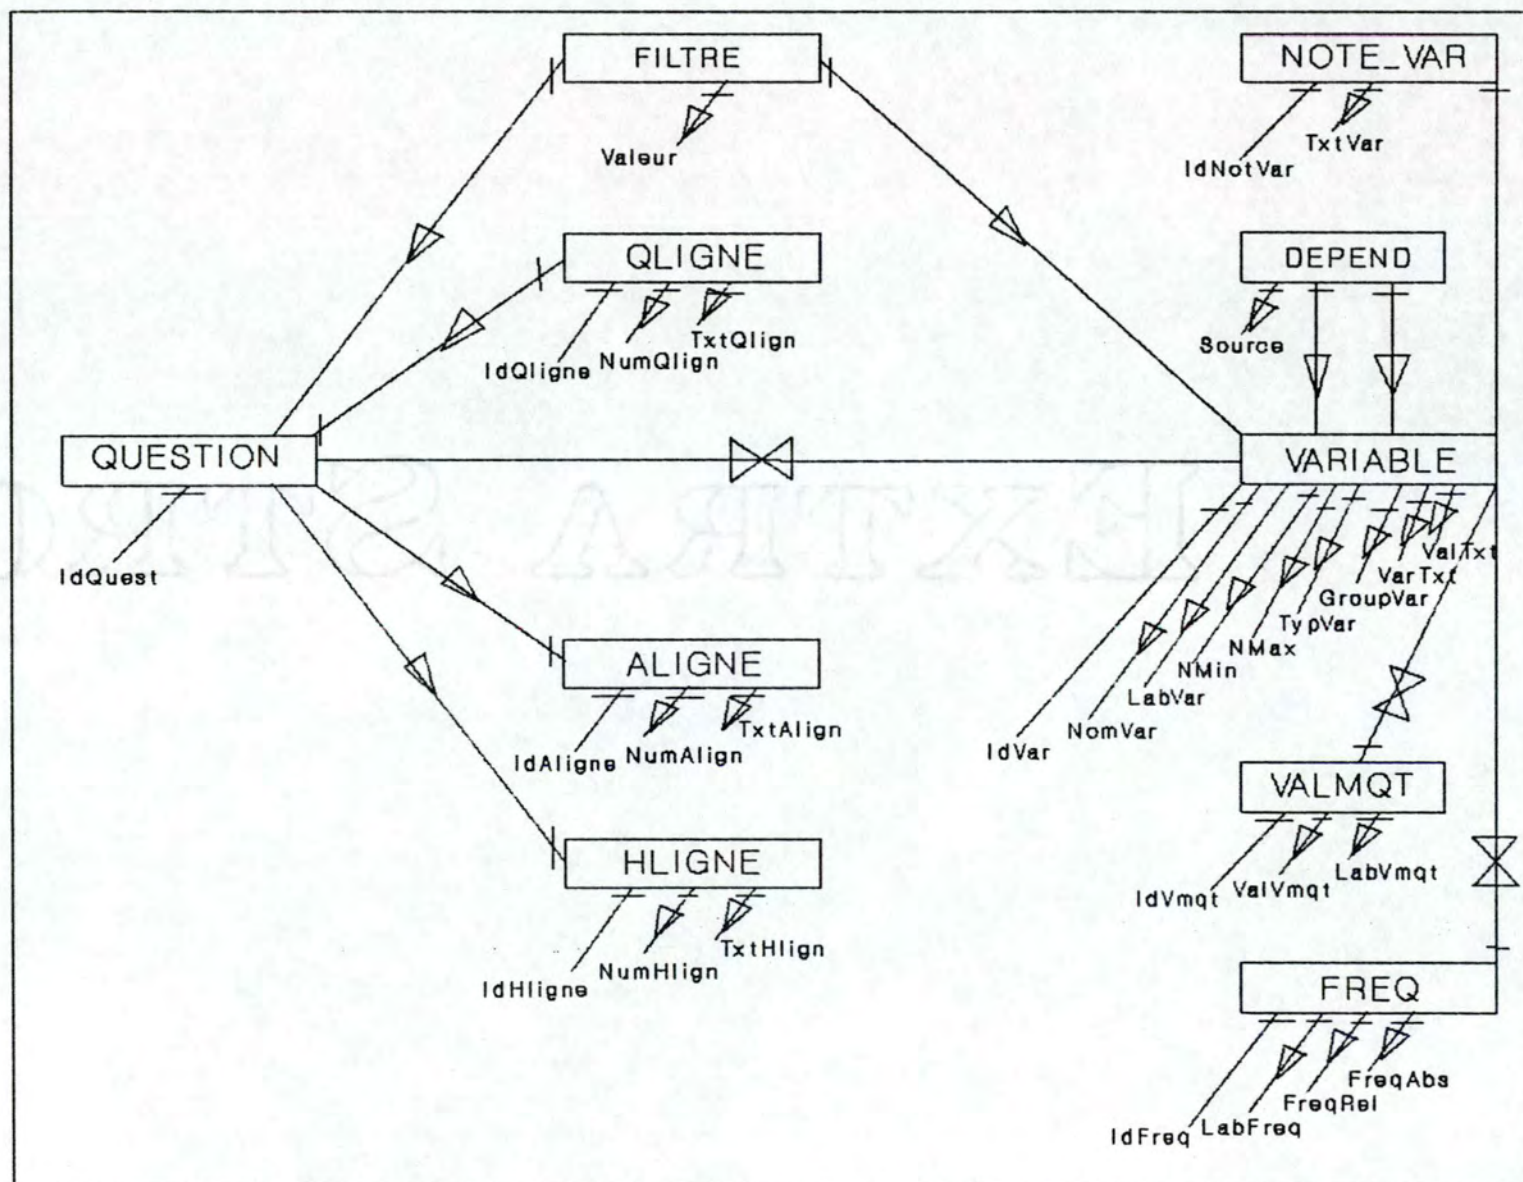 FILTRE
NOTE_VAR
Valeur
TxtVar
IdNotVar
QLIGNE
DEPEND
TxtQlign
NumQlign
IdQligne
Source
QUESTION
VARIABLE
IdQuest
ValTxt
VarTxt
GroupVar
TypVar
NMax
NMin
LabVar
NomVar
IdVar
ALIGNE
TxtAlign
NumAlign
IdAligne
VALMQT
LabVmqt
ValVmqt
IdVmqt
HLIGNE
TxtHlign
NumHlign
IdHligne
FREQ
FreqAbs
FreqRel
LabFreq
IdFreq
EXTRA STRO